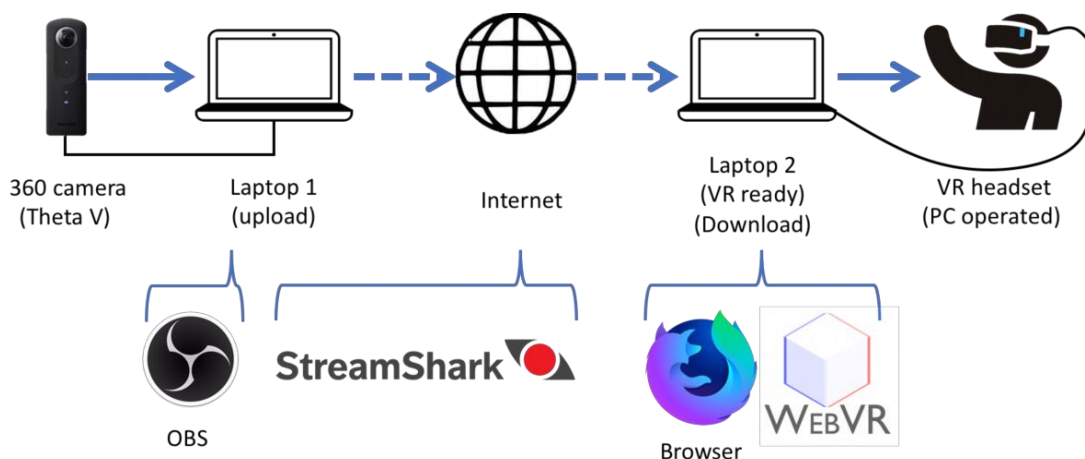 360 camera
(Theta V)
Laptop 1
(upload)
Internet
Laptop 2
(VR ready)
(Download)
VR headset
(PC operated)
OBS
StreamShark
Browser
WEBVR